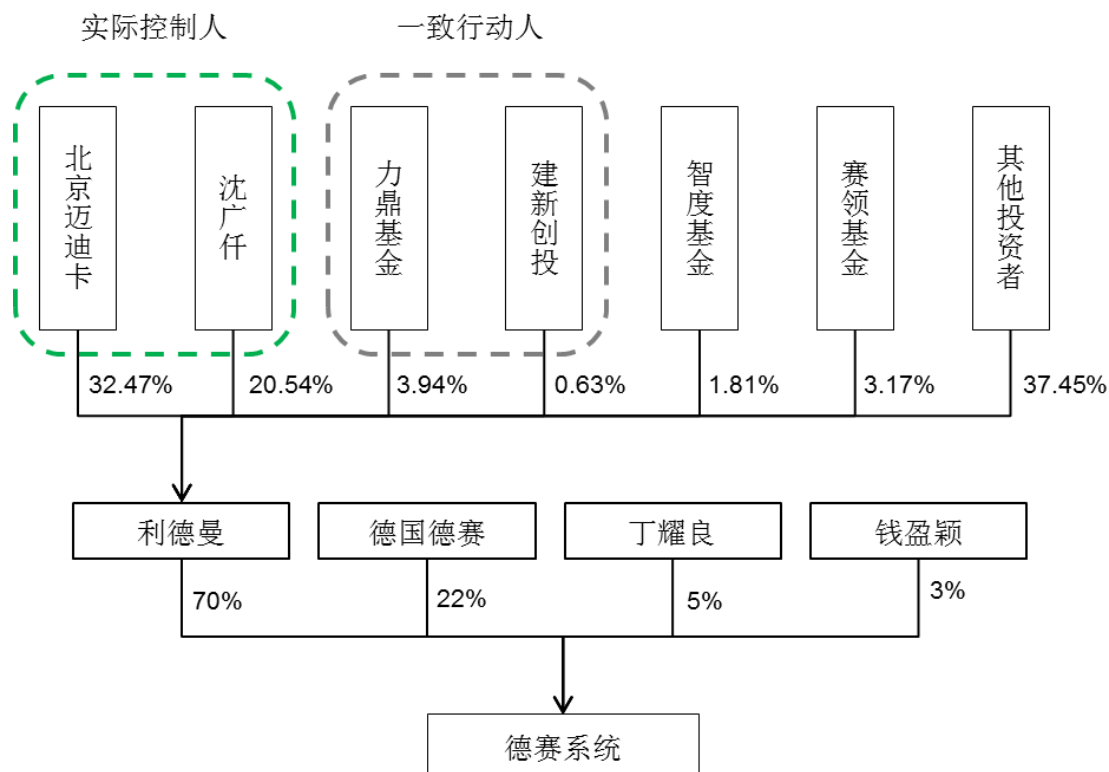 实际控制人 一致行动人
北京迈迪卡
沈广仟
力鼎基金
建新创投
智度基金
赛领基金
其他投资者
32.47% 20.54% 3.94% 0.63% 1.81% 3.17% 37.45%
利德曼 德国德赛 丁耀良 钱盈颖
70% 22% 5% 3%
德赛系统